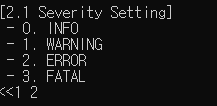 [2.1 Severity Setting]
- 0. INFO
- 1. WARNING
- 2. ERROR
- 3. FATAL
<<1 2